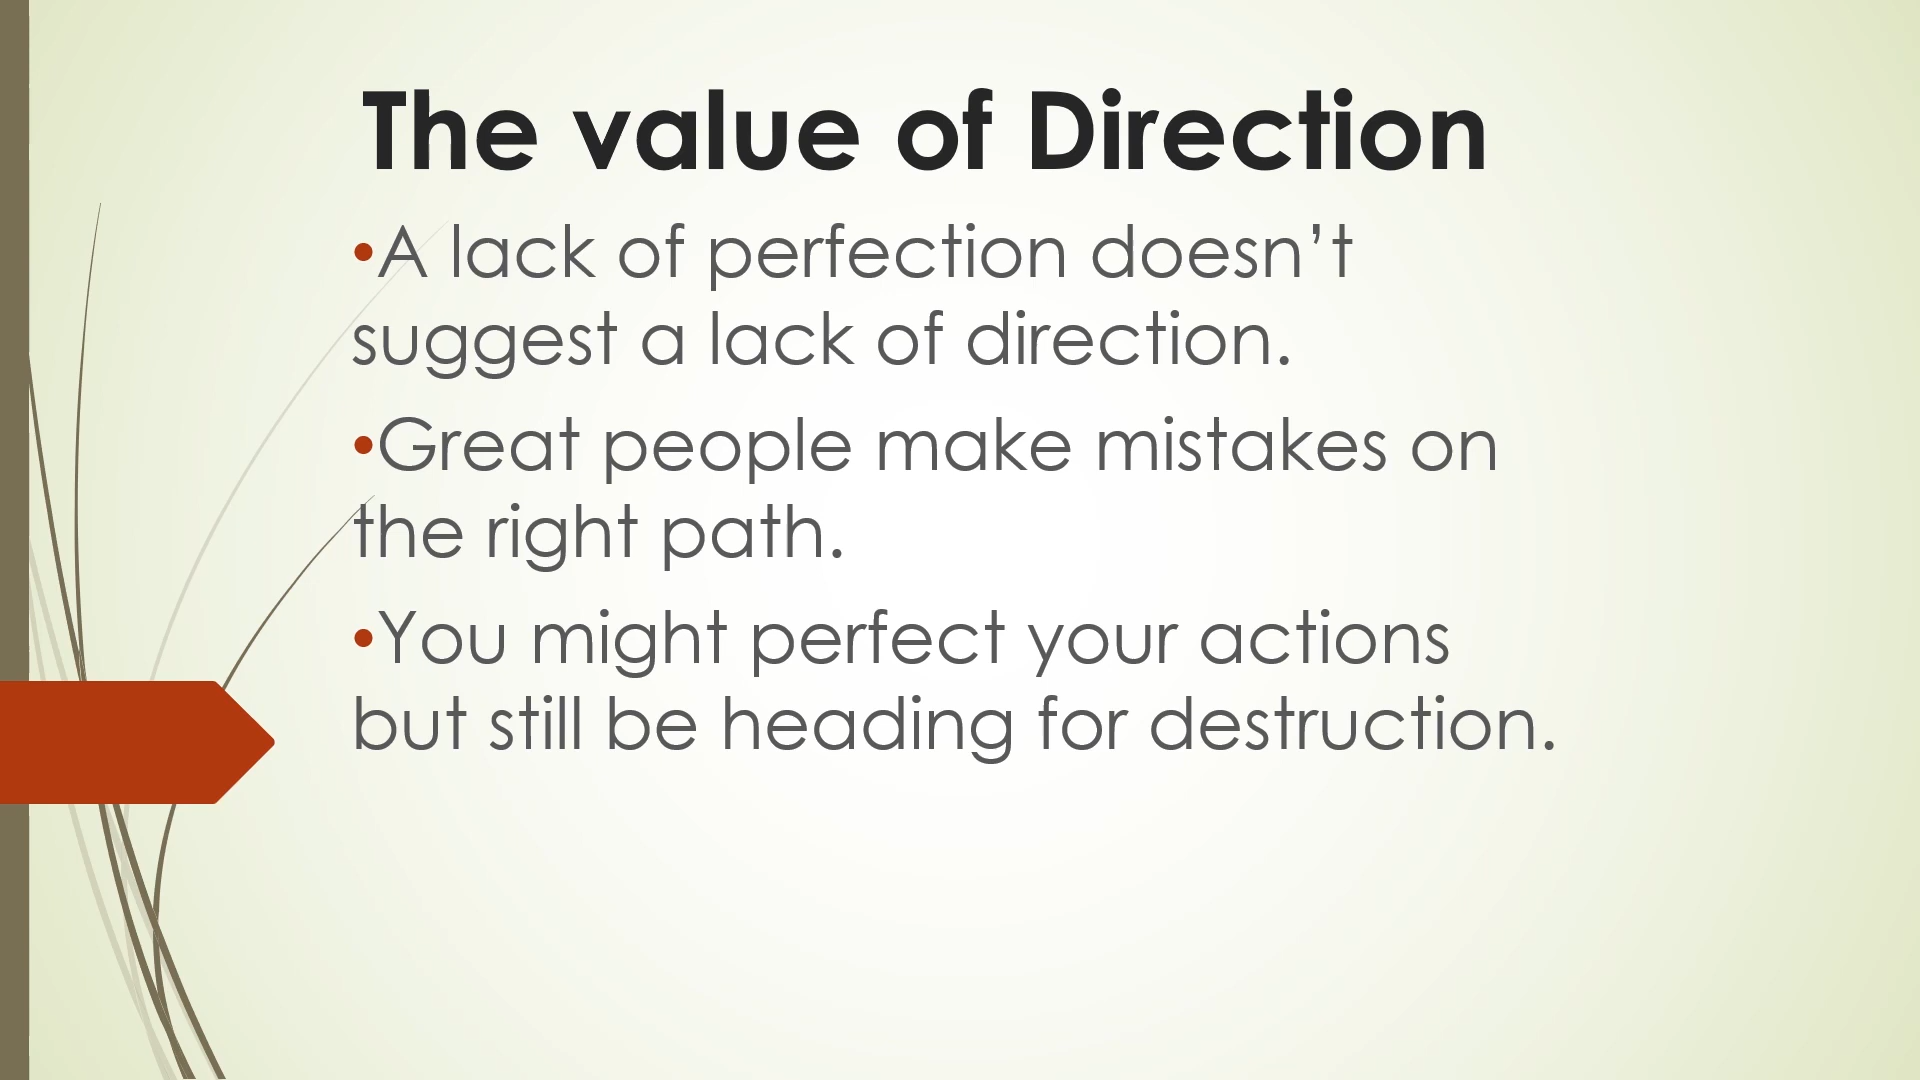 The value of Direction
•A lack of perfection doesn’t
suggest a lack of direction.
•Great people make mistakes on
the right path.
•You might perfect your actions
but still be heading for destruction.